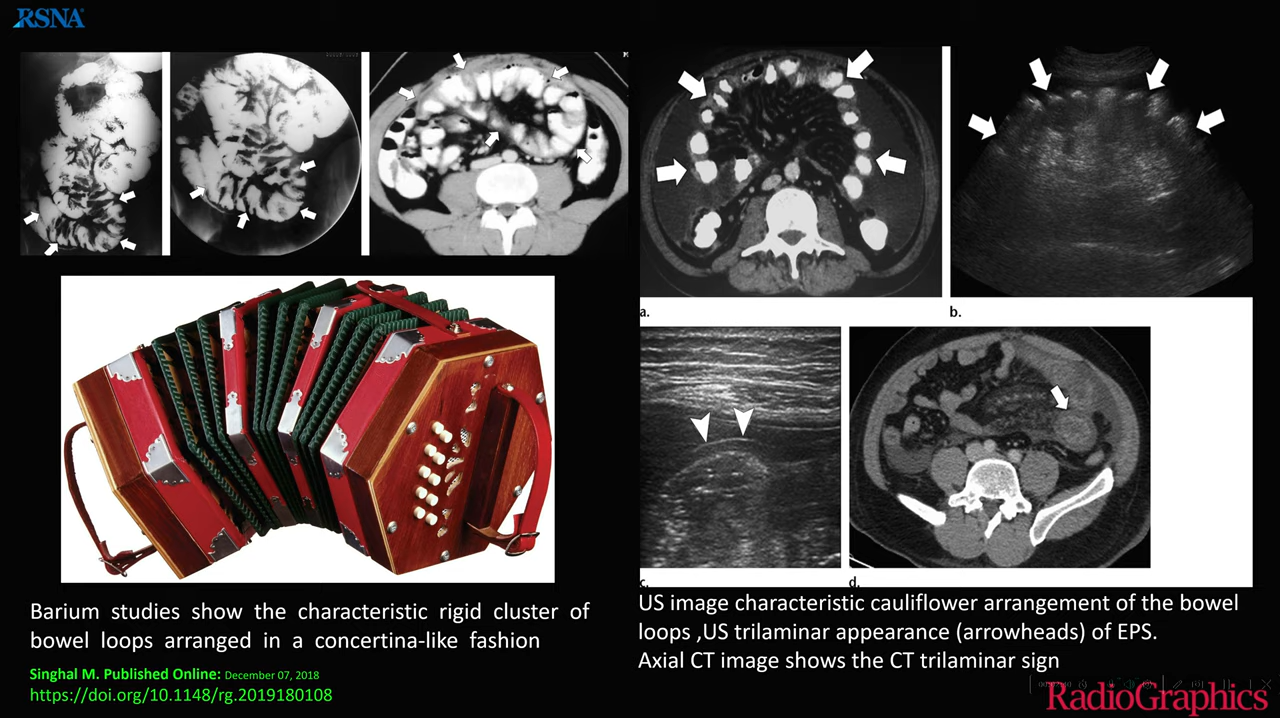 RSNA
a.
b.
c.
d.
Barium studies show the characteristic rigid cluster of
bowel loops arranged in a concertina-like fashion
Singhal M. Published Online: December 07, 2018
https://doi.org/10.1148/rg.2019180108
US image characteristic cauliflower arrangement of the bowel
loops ,US trilaminar appearance (arrowheads) of EPS.
Axial CT image shows the CT trilaminar sign
RadioGraphics